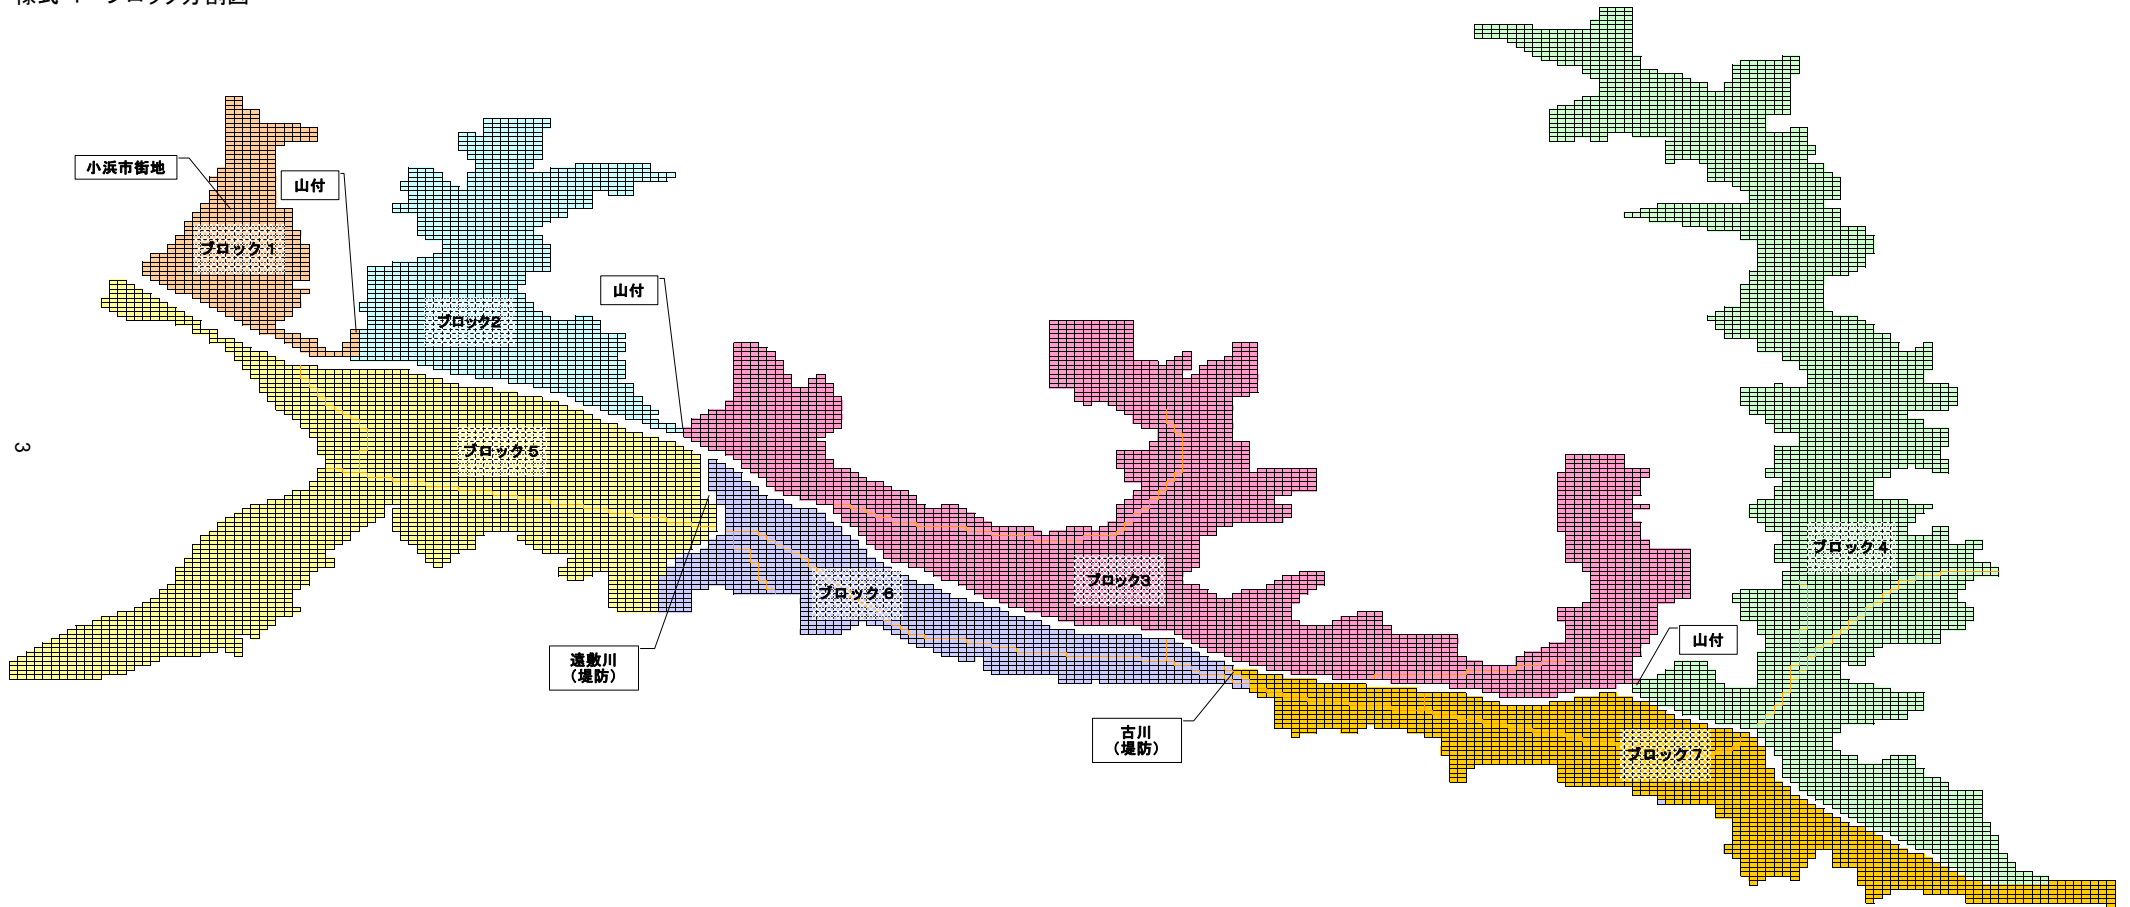 小浜市街地
山付
ブロック1
ブロック2
山付
ブロック5
3
ブロック3
ブロック4
ブロック6
山付
遠敷川
（堤防）
古川
（堤防）
ブロック7